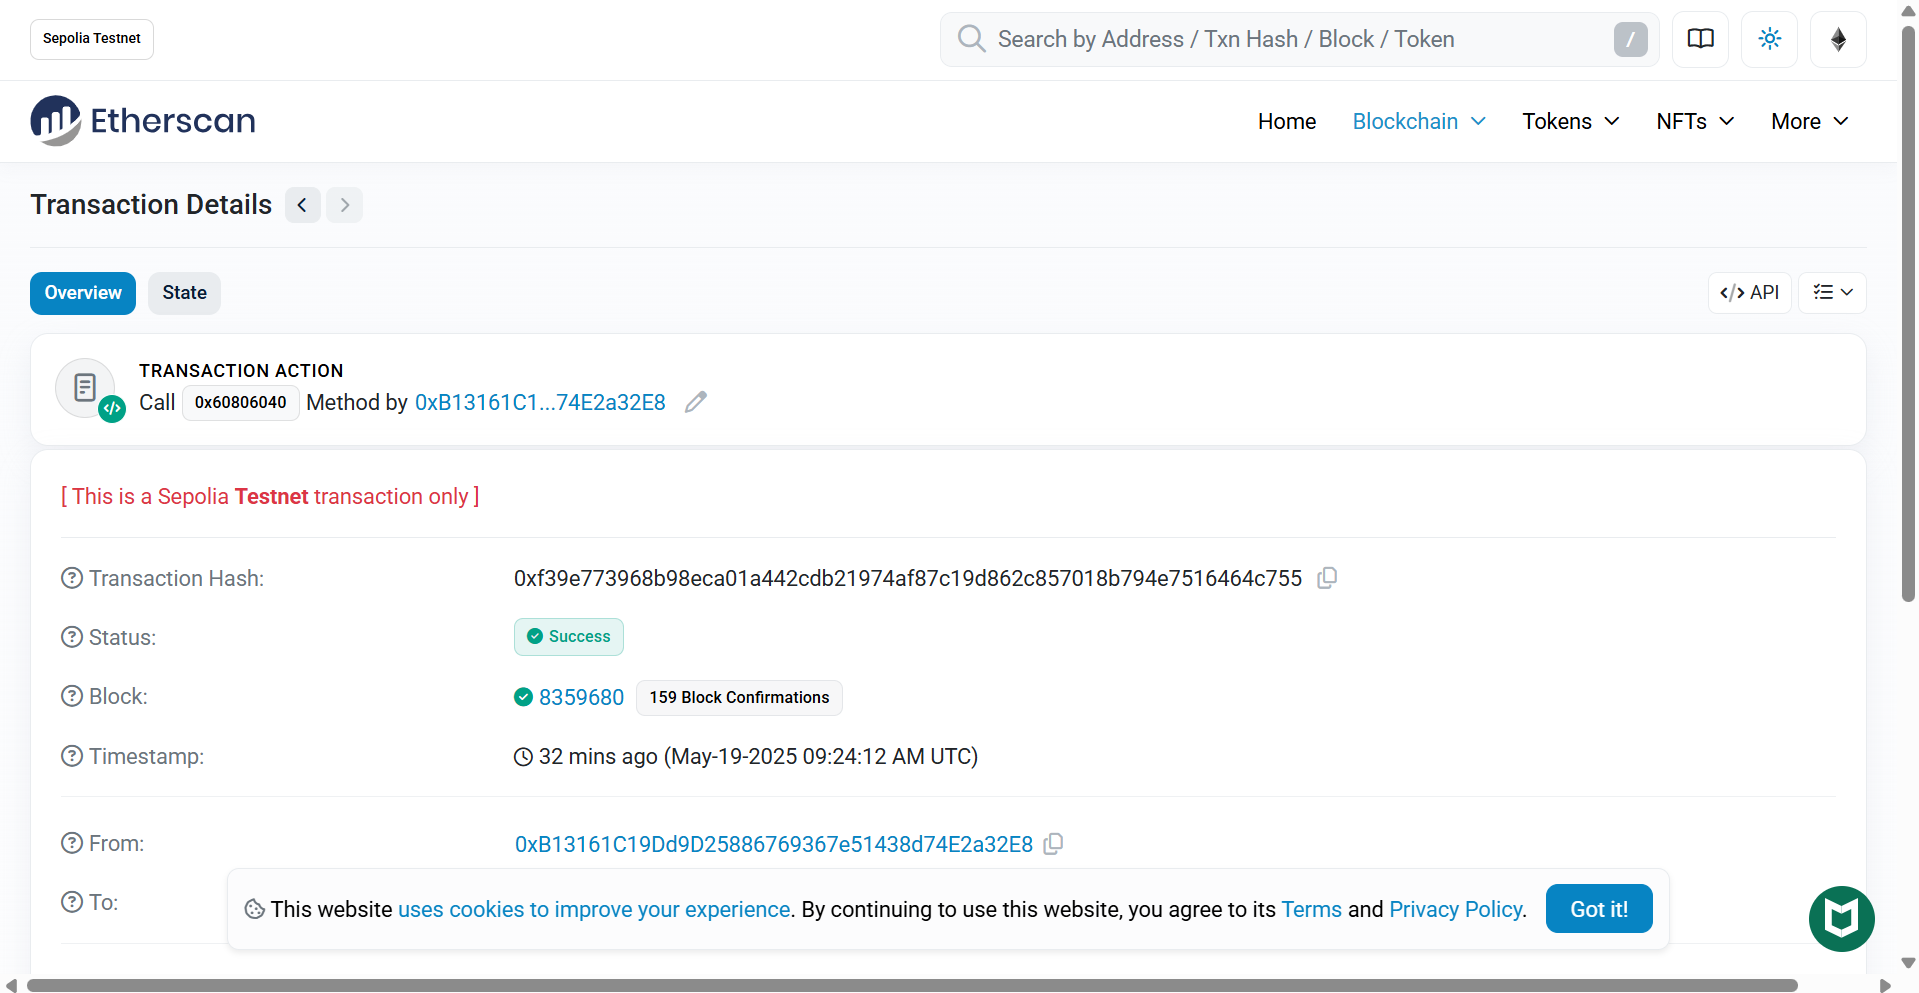 Sepolia Testnet
Search by Address / Txn Hash / Block / Token
/
Etherscan
Home Blockchain Tokens NFTs More
Transaction Details
Overview State
</> API
TRANSACTION ACTION
Call 0x60806040 Method by 0xB13161C1...74E2a32E8
[ This is a Sepolia Testnet transaction only ]
Transaction Hash: 0xf39e773968b98eca01a442cdb21974af87c19d862c857018b794e7516464c755
Status: Success
Block: 8359680 159 Block Confirmations
Timestamp: 32 mins ago (May-19-2025 09:24:12 AM UTC)
From: 0xB13161C19Dd9D25886769367e51438d74E2a32E8
To:
This website uses cookies to improve your experience. By continuing to use this website, you agree to its Terms and Privacy Policy. Got it!